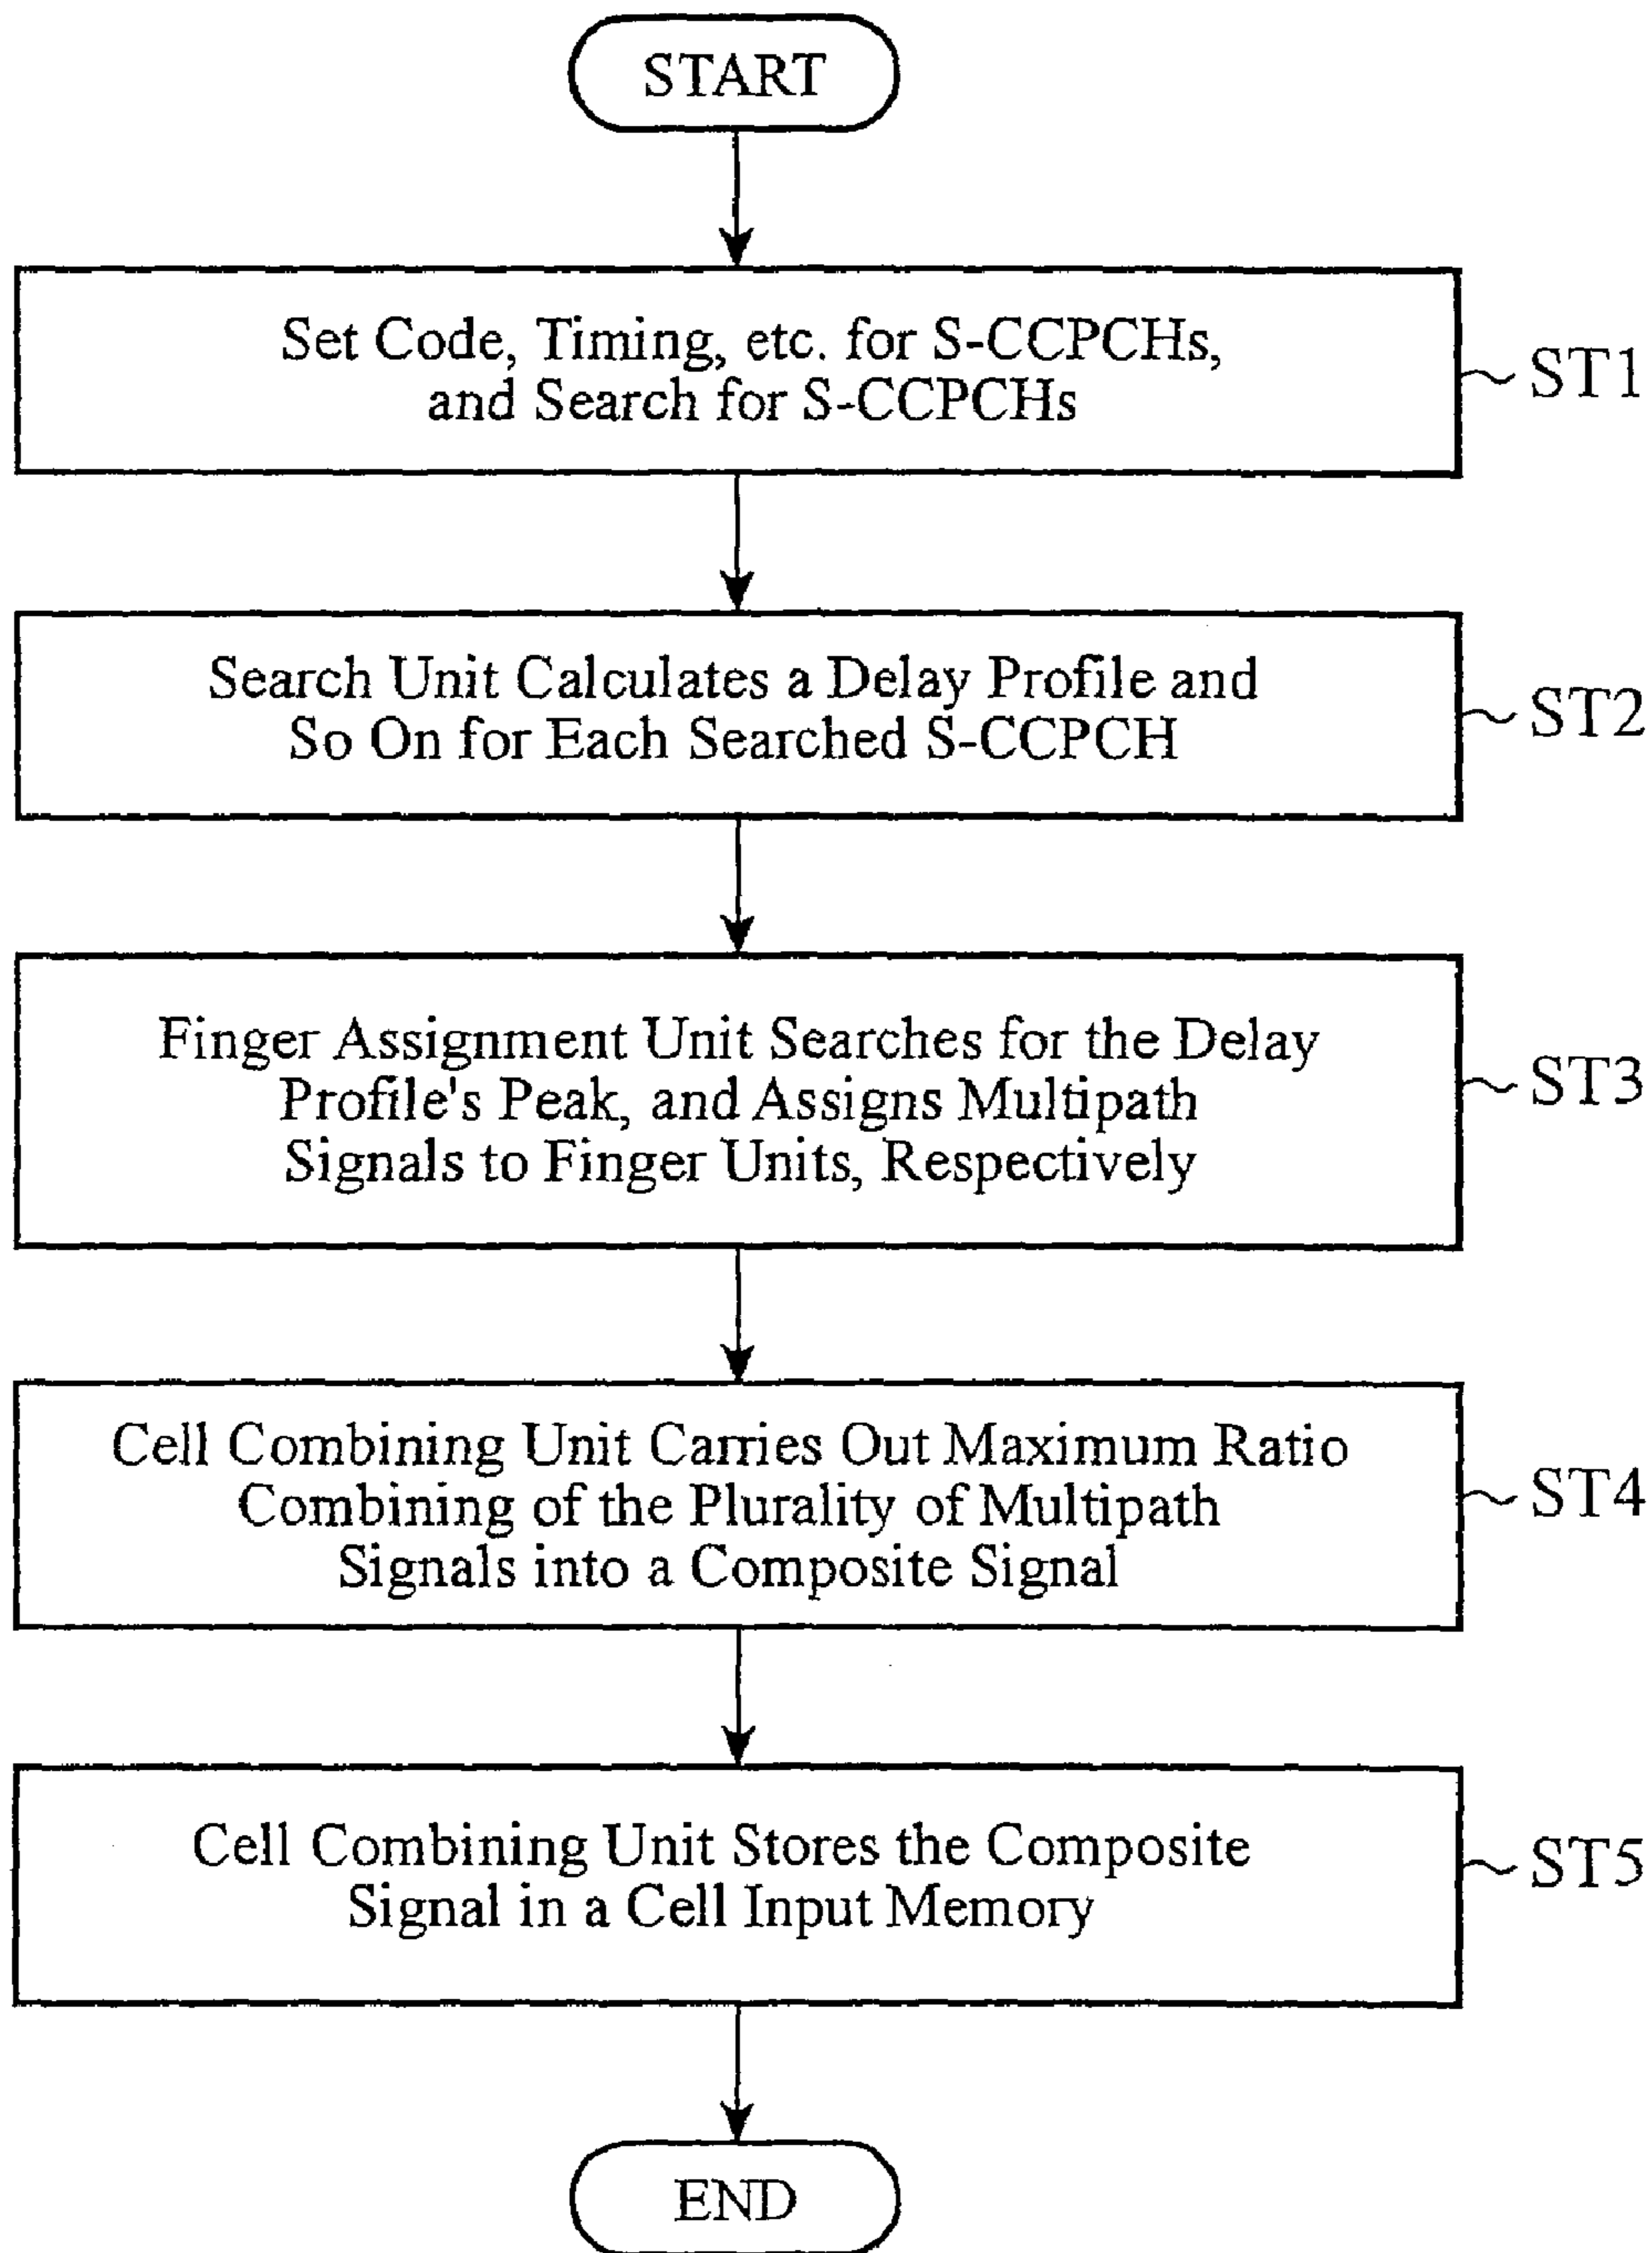 START
Set Code, Timing, etc. for S-CCPCHs,
and Search for S-CCPCHs
ST1
Search Unit Calculates a Delay Profile and
So On for Each Searched S-CCPCH
ST2
Finger Assignment Unit Searches for the Delay
Profile's Peak, and Assigns Multipath
Signals to Finger Units, Respectively
ST3
Cell Combining Unit Carries Out Maximum Ratio
Combining of the Plurality of Multipath
Signals into a Composite Signal
ST4
Cell Combining Unit Stores the Composite
Signal in a Cell Input Memory
ST5
END